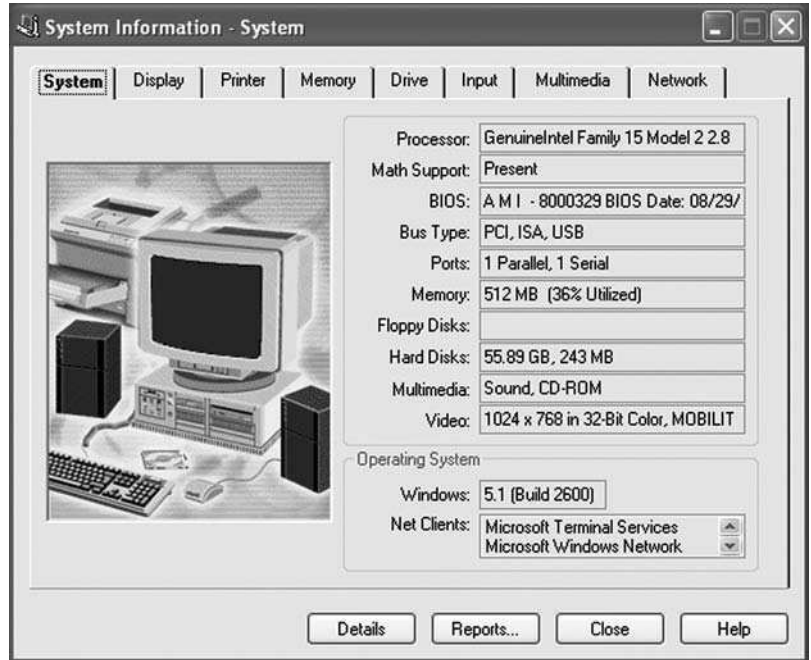 System Information - System
System Display Printer Memory Drive Input Multimedia Network
Processor: GenuineIntel Family 15 Model 2 2.8
Math Support: Present
BIOS: A M I - 8000329 BIOS Date: 08/29/
Bus Type: PCI, ISA, USB
Ports: 1 Parallel, 1 Serial
Memory: 512 MB (36% Utilized)
Floppy Disks:
Hard Disks: 55.89 GB, 243 MB
Multimedia: Sound, CD-ROM
Video: 1024 x 768 in 32-Bit Color, MOBILIT
Operating System
Windows: 5.1 (Build 2600)
Net Clients: Microsoft Terminal Services
Microsoft Windows Network
Details Reports... Close Help